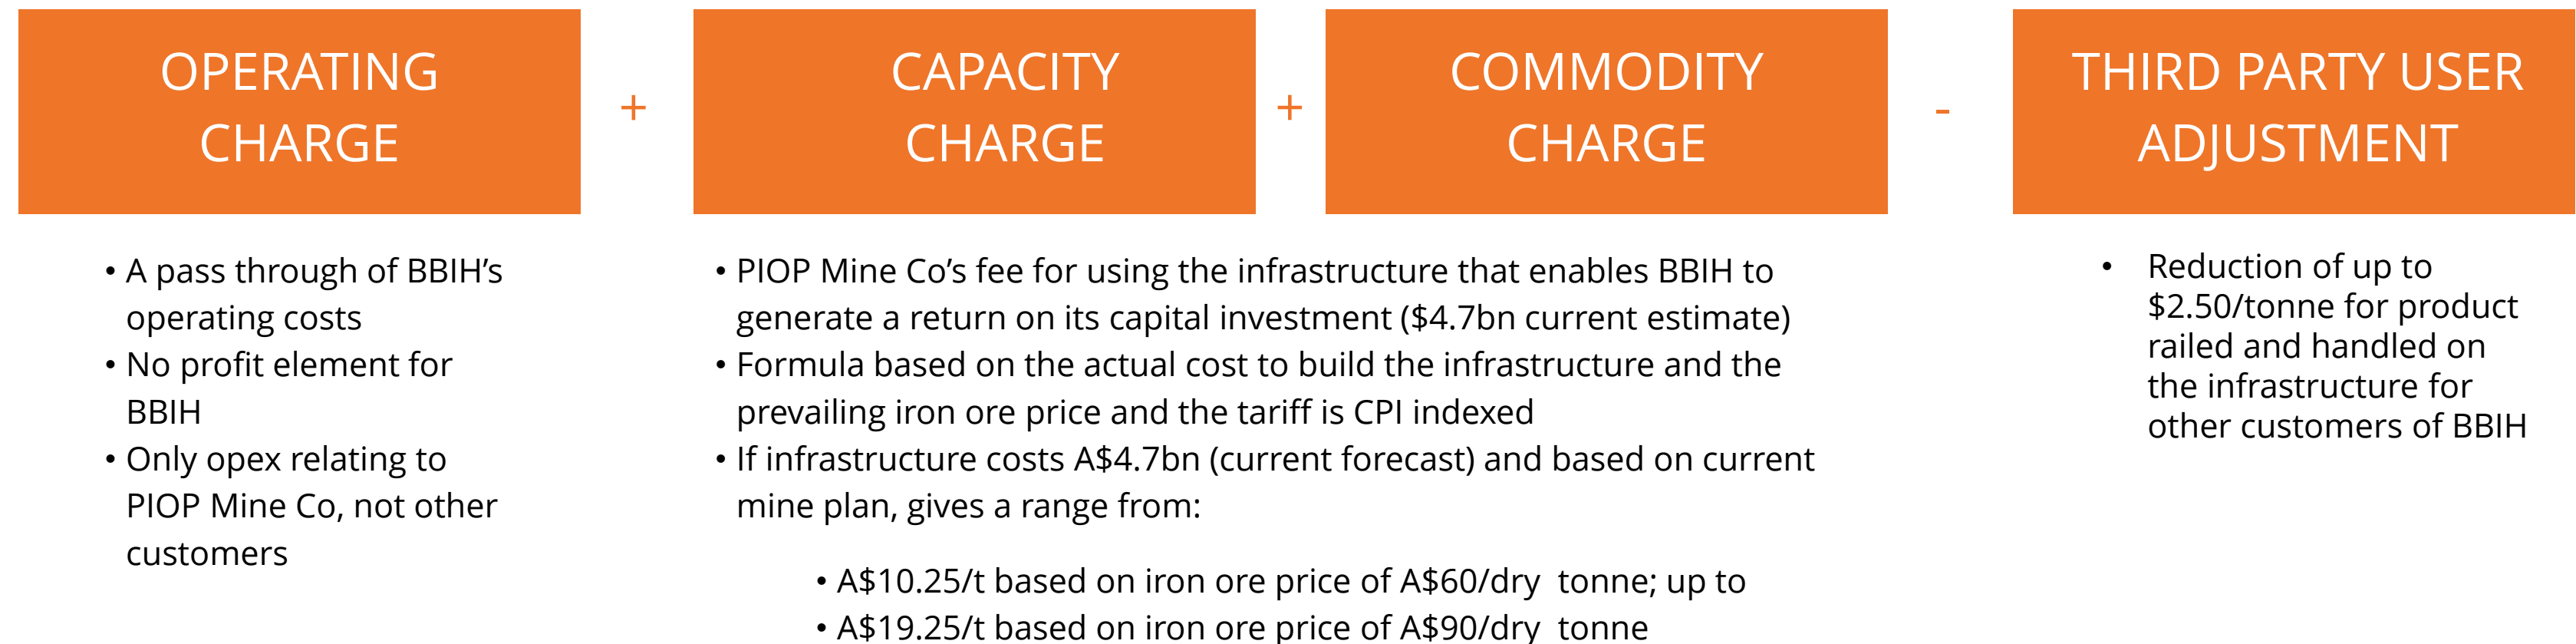 OPERATING
CHARGE
+
CAPACITY
CHARGE
+
COMMODITY
CHARGE
-
THIRD PARTY USER
ADJUSTMENT
• A pass through of BBIH’s
operating costs
• No profit element for
BBIH
• Only opex relating to
PIOP Mine Co, not other
customers
• PIOP Mine Co’s fee for using the infrastructure that enables BBIH to
generate a return on its capital investment ($4.7bn current estimate)
• Formula based on the actual cost to build the infrastructure and the
prevailing iron ore price and the tariff is CPI indexed
• If infrastructure costs A$4.7bn (current forecast) and based on current
mine plan, gives a range from:
• A$10.25/t based on iron ore price of A$60/dry tonne; up to
• A$19.25/t based on iron ore price of A$90/dry tonne
• Reduction of up to
$2.50/tonne for product
railed and handled on
the infrastructure for
other customers of BBIH